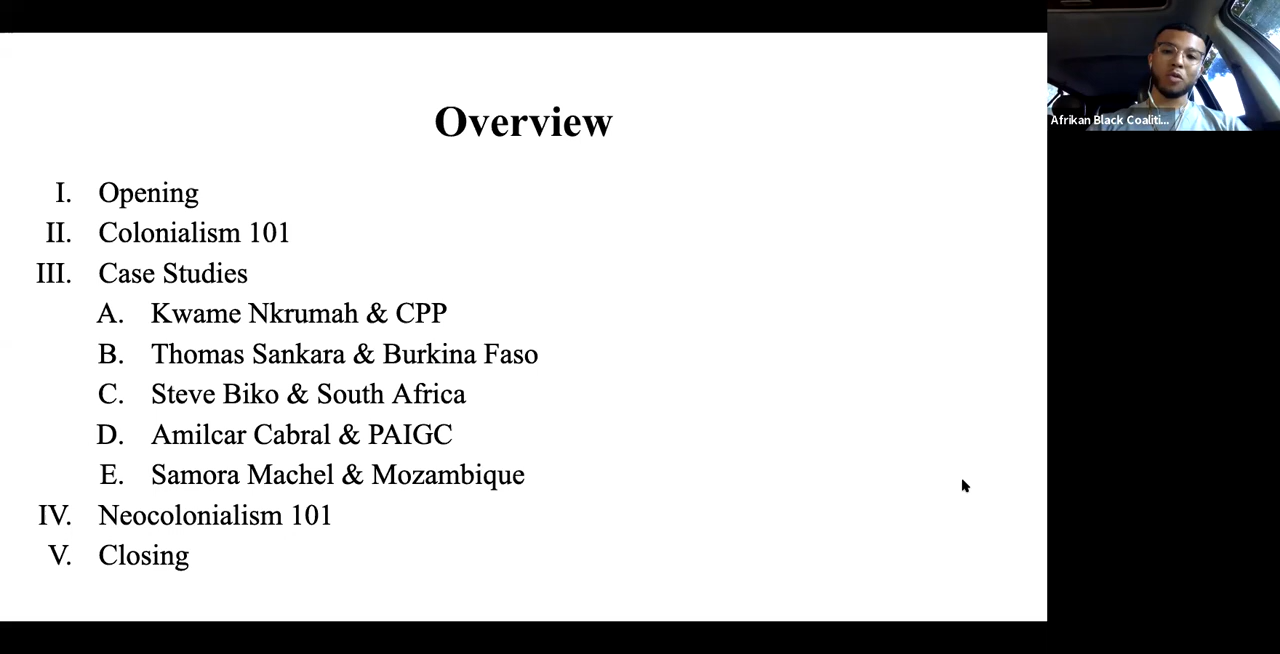 Overview
I. Opening
II. Colonialism 101
III. Case Studies
A. Kwame Nkrumah & CPP
B. Thomas Sankara & Burkina Faso
C. Steve Biko & South Africa
D. Amilcar Cabral & PAIGC
E. Samora Machel & Mozambique
IV. Neocolonialism 101
V. Closing
Afrikan Black Coaliti...